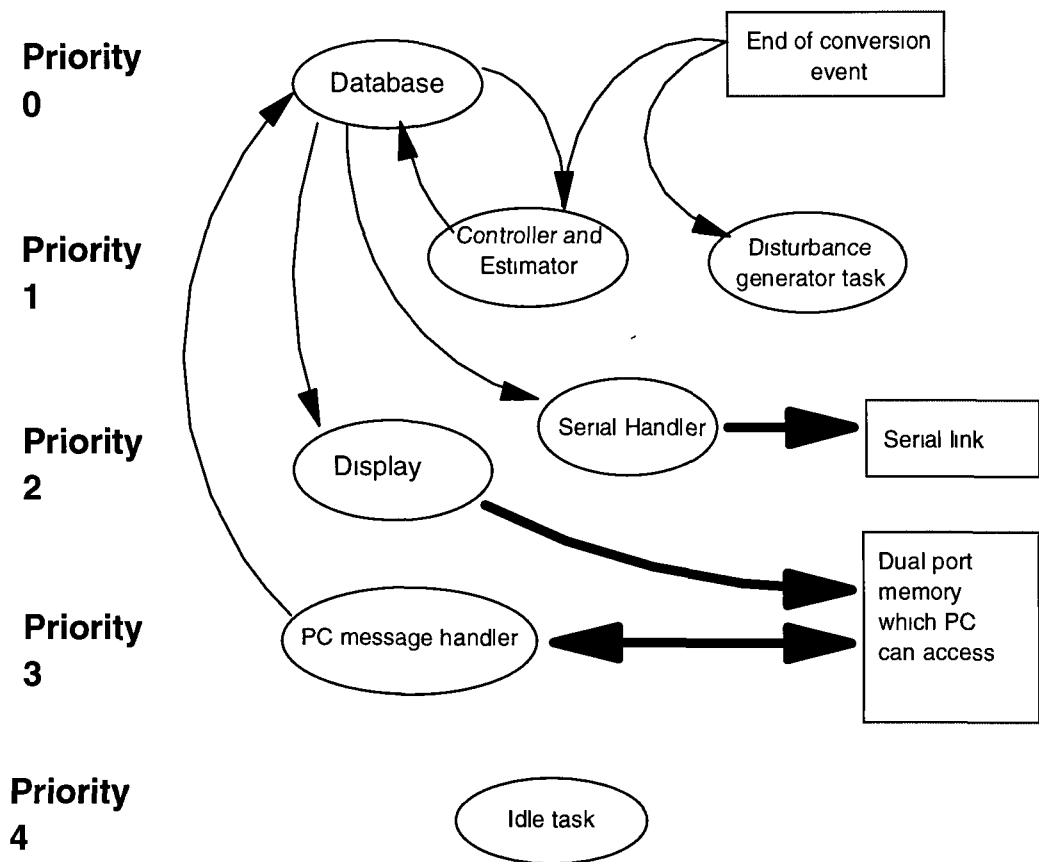 Priority
0
Database
End of conversion
event
Priority
1
Controller and
Estimator
Disturbance
generator task
Priority
2
Serial Handler
Serial link
Display
Dual port
memory
which PC
can access
Priority
3
PC message handler
Priority
4
Idle task